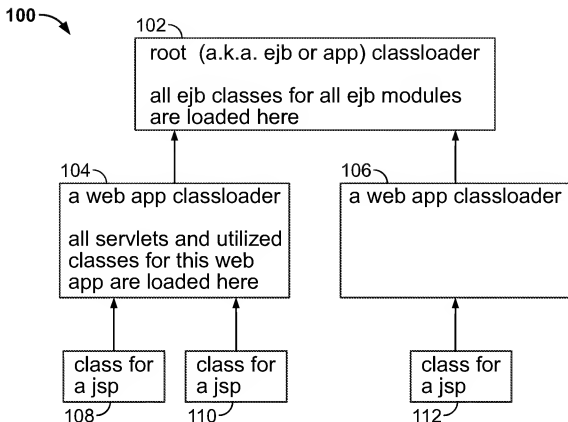 100
102
root (a.k.a. ejb or app) classloader
all ejb classes for all ejb modules
are loaded here
104
a web app classloader
all servlets and utilized
classes for this web
app are loaded here
106
a web app classloader
class for
a jsp
108
class for
a jsp
110
class for
a jsp
112